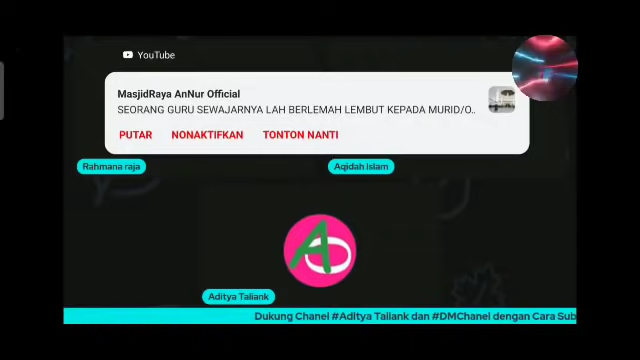 YouTube
MasjidRaya AnNur Official
SEORANG GURU SEWAJARNYA LAH BERLEMAH LEMBUT KEPADA MURID/O..
PUTAR NONAKTIFKAN TONTON NANTI
Rahmana raja
Aqidah Islam
Aditya Taliank
Dukung Chanel #Aditya Taliank dan #DMChanel dengan Cara Sub